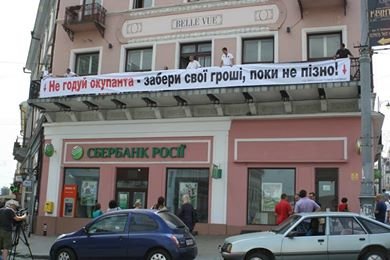 BELLE VUE
Не годуй окупанта - забери свої гроші, поки не пізно!
СБЕРБАНК РОСІЇ